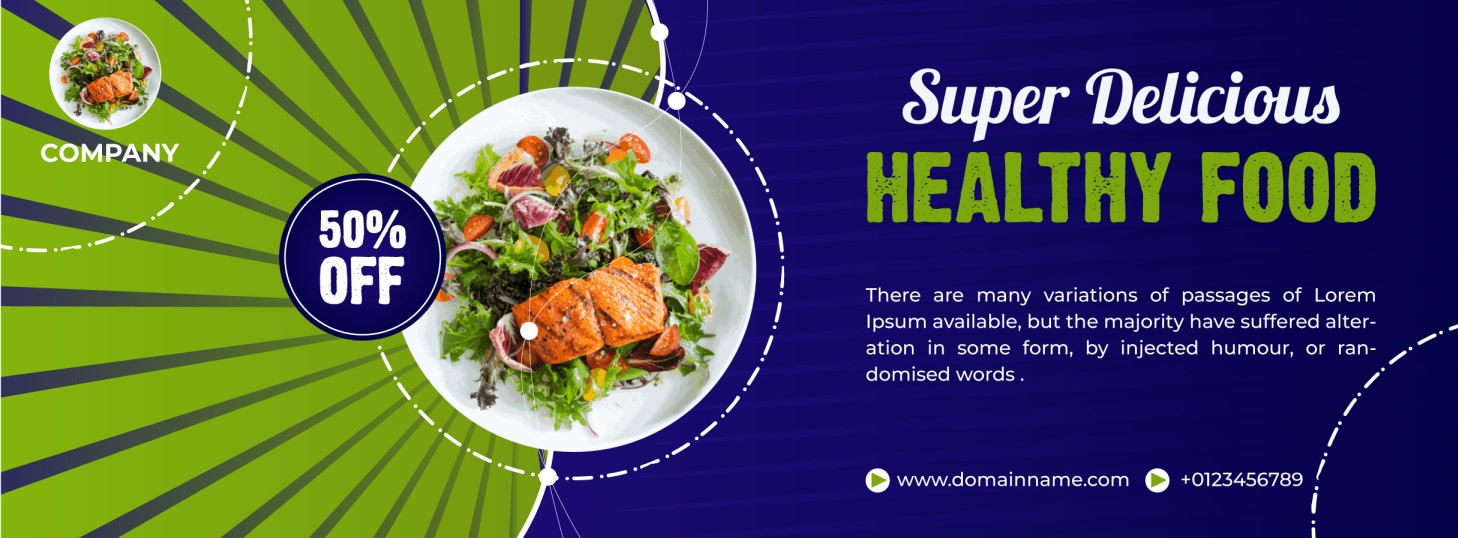 COMPANY
50%
OFF
Super Delicious
HEALTHY FOOD
There are many variations of passages of Lorem
Ipsum available, but the majority have suffered alter-
ation in some form, by injected humour, or ran-
domised words .
www.domainname.com
+0123456789